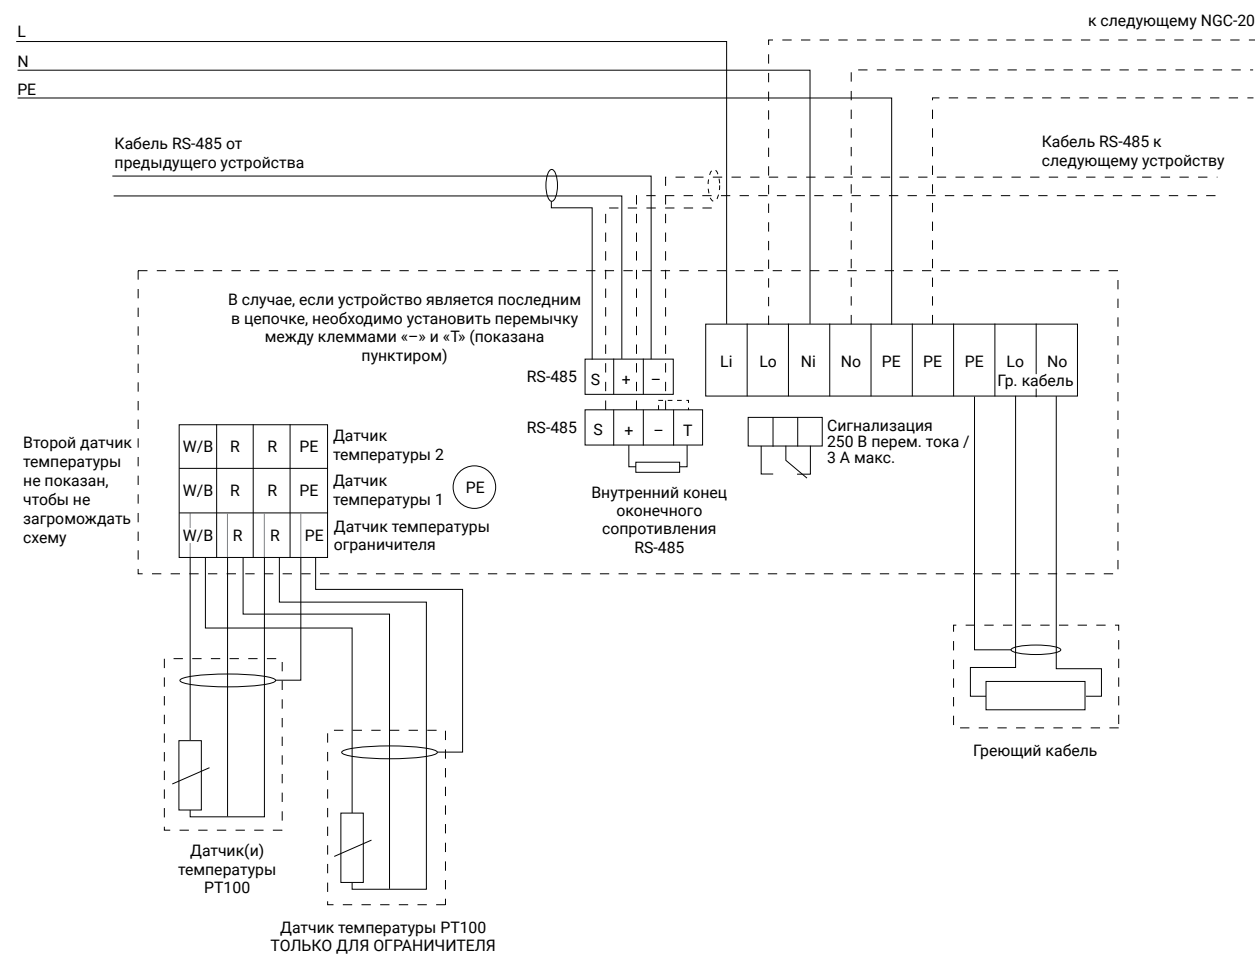 к следующему NGC-20
L
N
PE
Кабель RS-485 от
предыдущего устройства
Кабель RS-485 к
следующему устройству
В случае, если устройство является последним
в цепочке, необходимо установить перемычку
между клеммами «–» и «T» (показана
пунктиром)
RS-485
S + –
Li Lo Ni No PE PE PE Lo No
Гр. кабель
RS-485
S + – T
Сигнализация
250 В перем. тока /
3 А макс.
Второй датчик
температуры
не показан,
чтобы не
загромождать
схему
W/B R R PE
Датчик
температуры 2
W/B R R PE
Датчик
температуры 1
PE
W/B R R PE
Датчик температуры
ограничителя
Внутренний конец
оконечного
сопротивления
RS-485
Греющий кабель
Датчик(и)
температуры
PT100
Датчик температуры PT100
ТОЛЬКО ДЛЯ ОГРАНИЧИТЕЛЯ